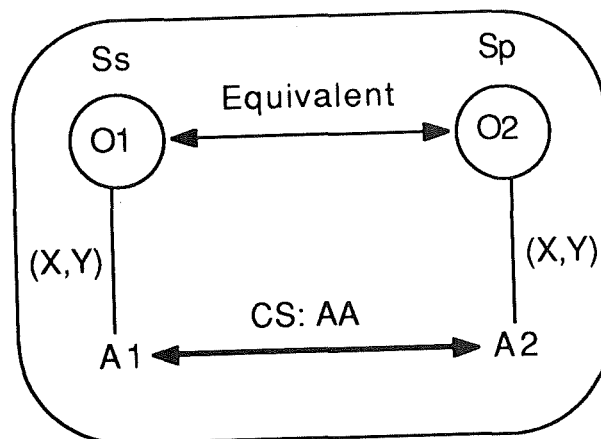 Ss
Sp
Equivalent
O1
O2
(X,Y)
(X,Y)
CS: AA
A1
A2